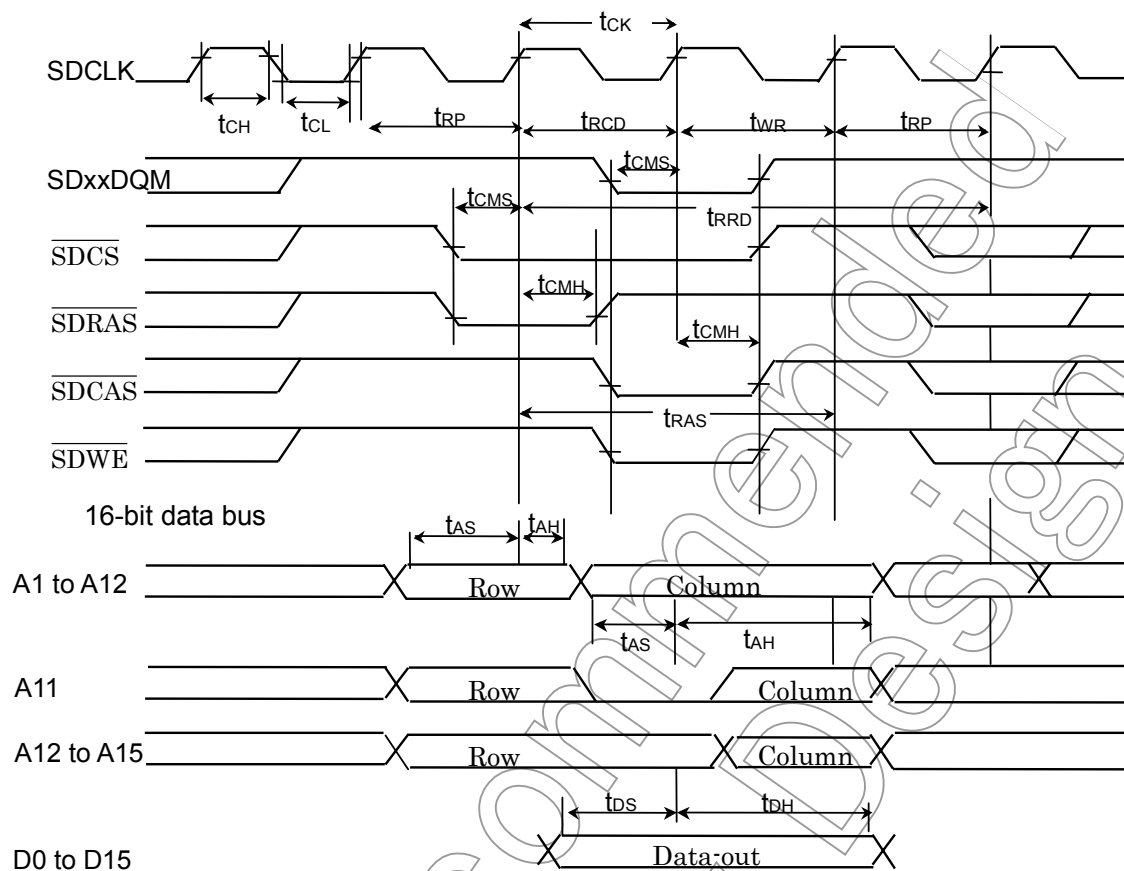 tCK
SDCLK
tCH
tCL
tRP
tRCD
tWR
tRP
SDxxDQM
tCMS
tCMS
tRRD
SDCS
tCMH
SDRAS
tCMH
SDCAS
tRAS
SDWE
16-bit data bus
tAS
tAH
A1 to A12
Row
Column
tAS
tAH
A11
Row
Column
A12 to A15
Row
Column
tDS
tDH
D0 to D15
Data-out
ommended
Design